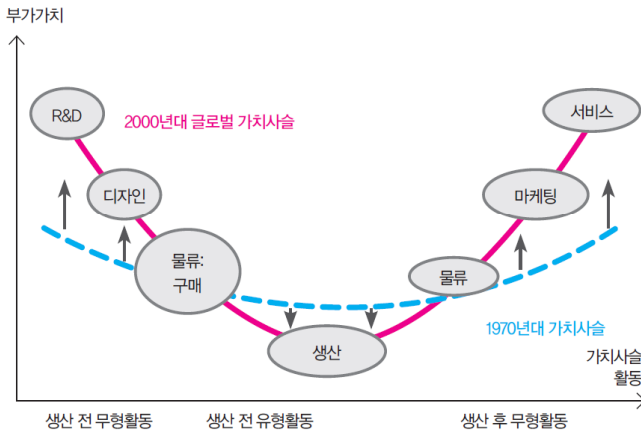 부가가치
R&D
2000년대 글로벌 가치사슬
서비스
디자인
마케팅
물류:
구매
물류
생산
1970년대 가치사슬
가치사슬
활동
생산 전 무형활동
생산 전 유형활동
생산 후 무형활동